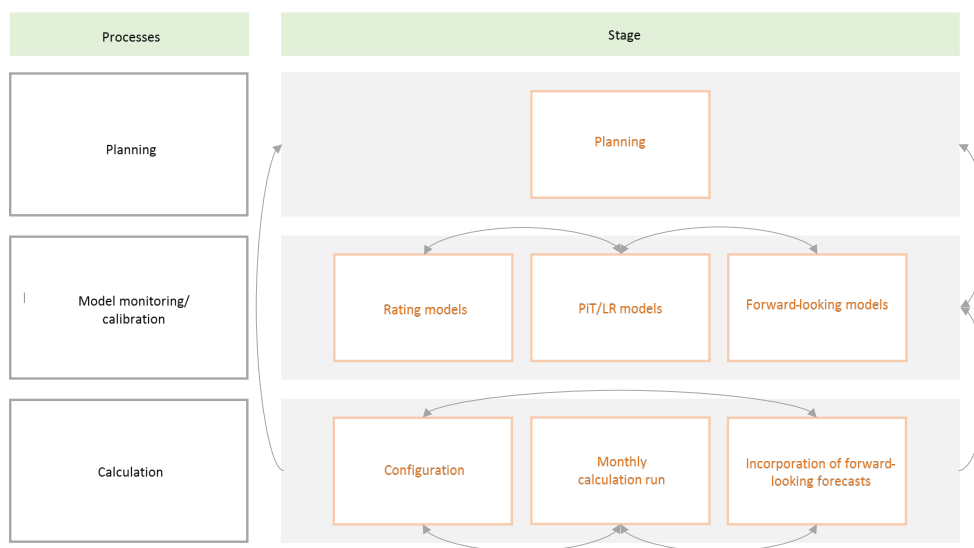 Processes
Stage
Planning
Planning
Model monitoring/
calibration
Rating models
PiT/LR models
Forward-looking models
Calculation
Configuration
Monthly
calculation run
Incorporation of forward-
looking forecasts